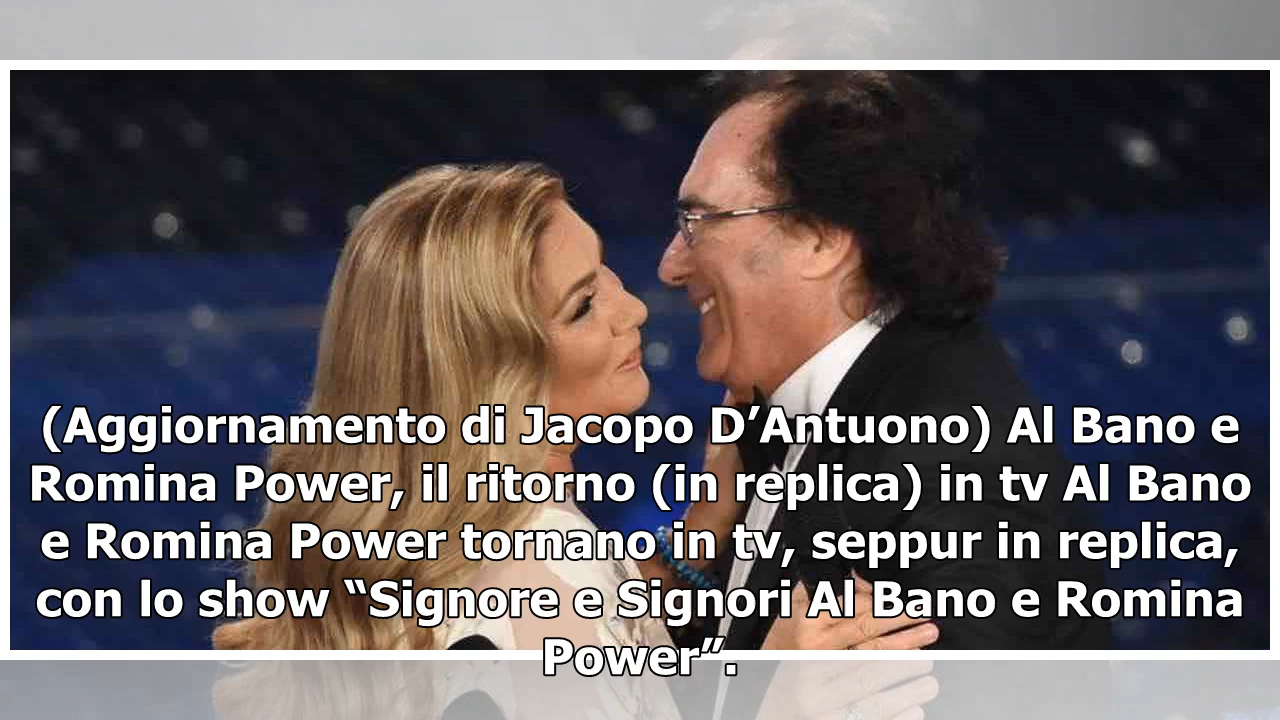 (Aggiornamento di Jacopo D’Antuono) Al Bano e
Romina Power, il ritorno (in replica) in tv Al Bano
e Romina Power tornano in tv, seppur in replica,
con lo show “Signore e Signori Al Bano e Romina
Power”.